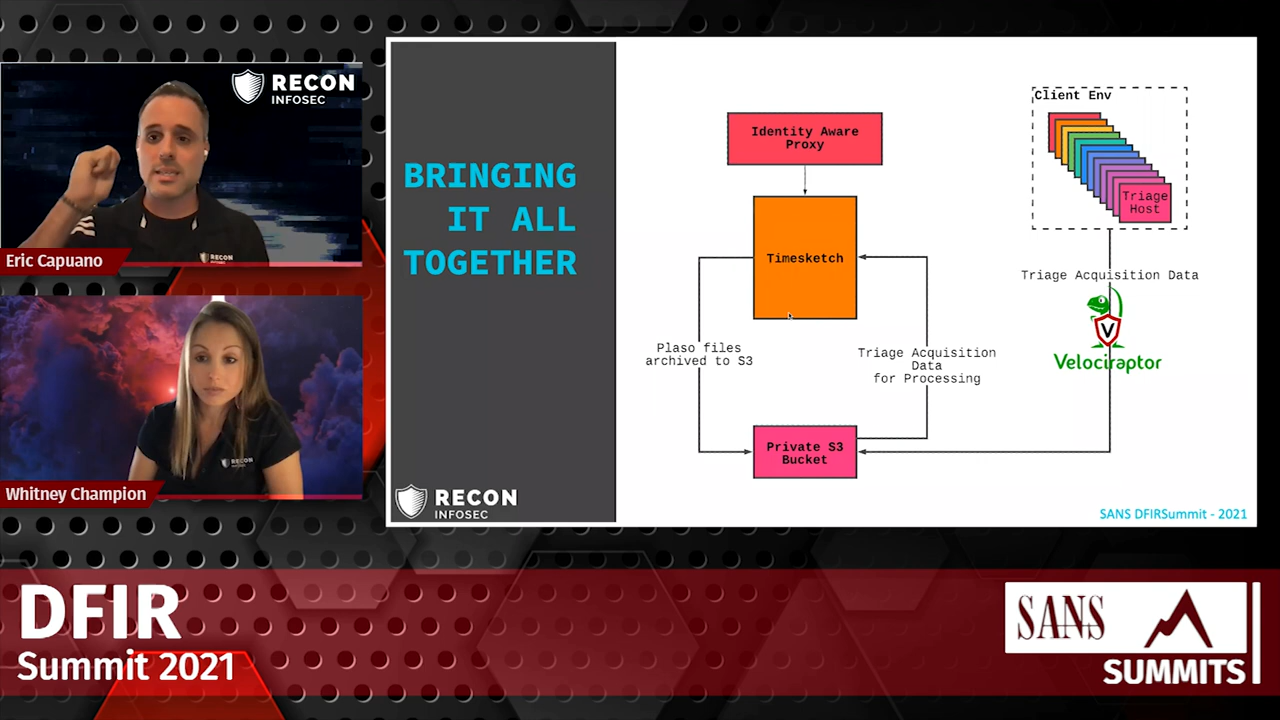 RECON
INFOSEC
RECON
Eric Capuano
RECON
Whitney Champion
BRINGING
IT ALL
TOGETHER
RECON
INFOSEC
Identity Aware
Proxy
Timesketch
Plaso files
archived to S3
Triage Acquisition
Data
for Processing
Private S3
Bucket
Client Env
Triage
Host
Triage Acquisition Data
V
Velociraptor
SANS DFIRSummit - 2021
DFIR
Summit 2021
SANS
SUMMITS